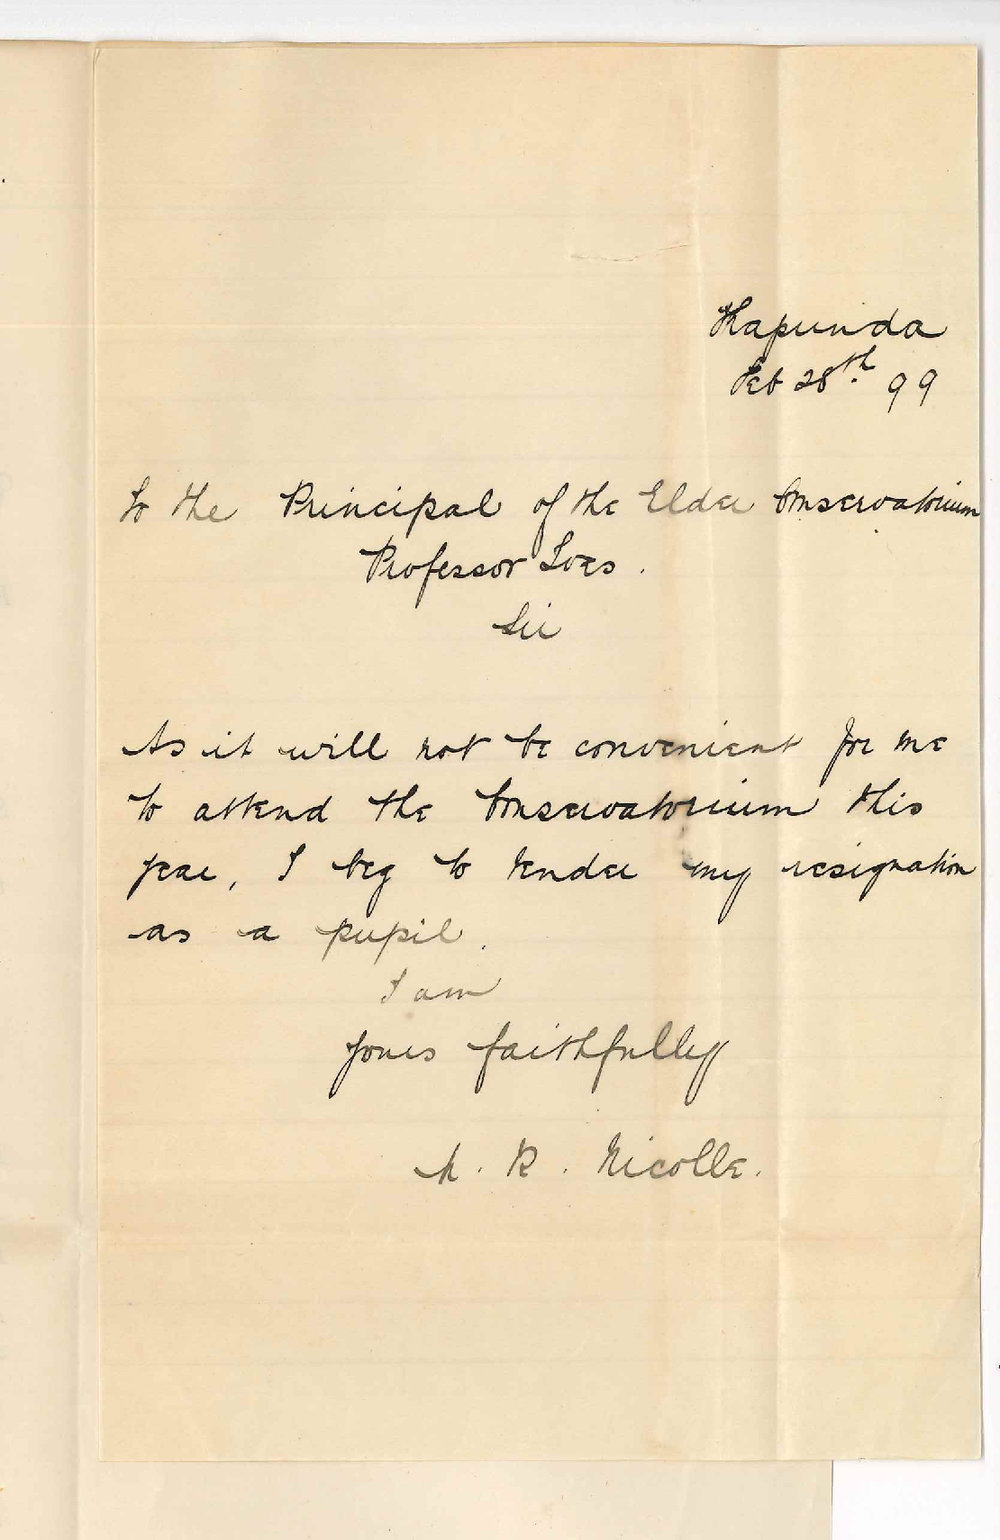 Kapunda
Feb 28th. 99
To the Principal of the Elder Conservatorium
Professor Ives.
Sir
As it will not be convenient for me
to attend the Conservatorium this
year, I beg to tender my resignation
as a pupil.
I am
Yours faithfully
R. Nicolle.